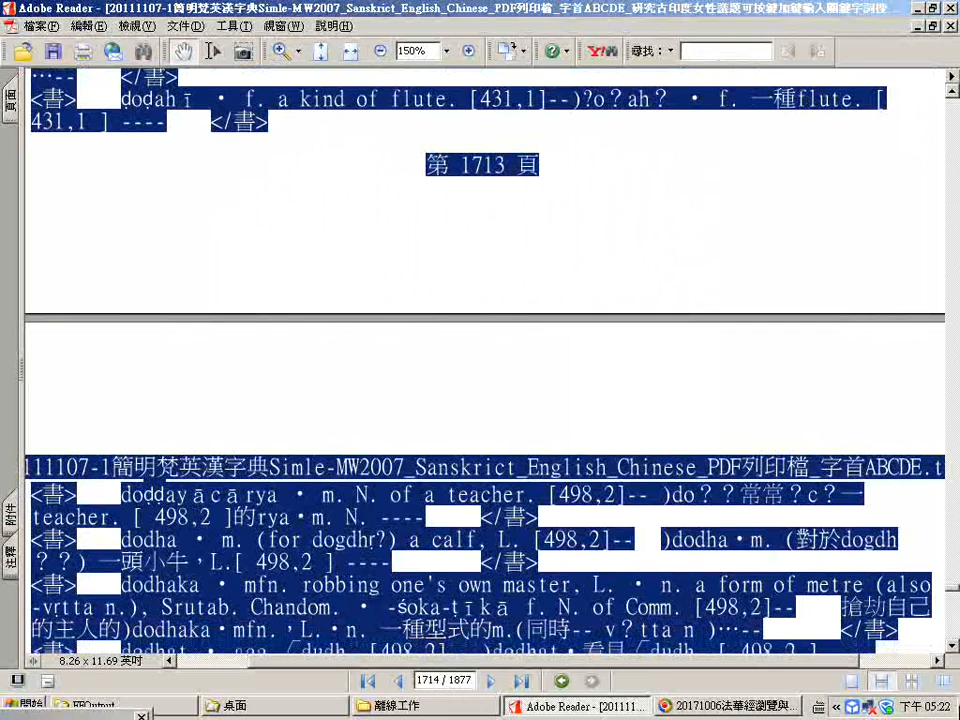 Adobe Reader - [20111107-1簡明梵英漢字典Simle-MW2007_Sanskrict_English_Chinese_PDF列印檔_字首ABCDE_研究古印度女性議題可按鍵加鍵輸入關鍵字詞搜
檔案(F) 編輯(E) 檢視(V) 文件(D) 工具(T) 視窗(W) 說明(H)
150% 尋找:
頁面
…-- </書>
<書> doḍahī • f. a kind of flute. [431,1]--)?o？ah？ • f. 一種flute. [
431,1 ] ---- </書>
第 1713 頁
111107-1簡明梵英漢字典Simle-MW2007_Sanskrict_English_Chinese_PDF列印檔_字首ABCDE.t
<書> doḍḍayācārya • m. N. of a teacher. [498,2]-- )do？？常常？c？一
teacher. [ 498,2 ]的rya•m. N. ---- </書>
<書> dodha • m. (for dogdhṛ?) a calf, L. [498,2]-- )dodha•m. (對於dogdh
？？) 一頭小牛，L.[ 498,2 ] ---- </書>
<書> dodhaka • mfn. robbing one's own master, L. • n. a form of metre (also
-vṛtta n.), Srutab. Chandom. • -śoka-ṭīkā f. N. of Comm. [498,2]-- 搶劫自己
的主人的)dodhaka•mfn.，L.•n. 一種型式的m.(同時-- v？tta n )…-- </書>
附件
注釋
8.26 x 11.69 英吋
1714 / 1877
開始 FFOutput 桌面 離線工作 Adobe Reader - [201111... 20171006法華經瀏覽與... 下午 05:22